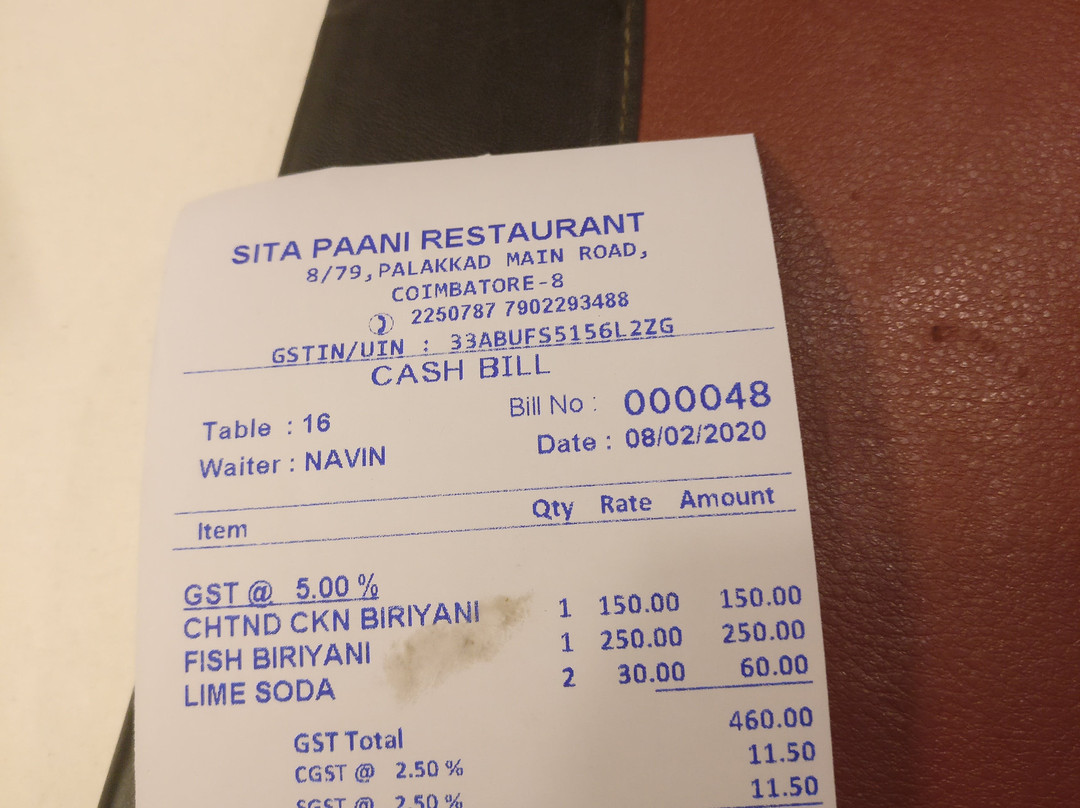 SITA PAANI RESTAURANT
8/79,PALAKKAD MAIN ROAD,
COIMBATORE-8
2250787 7902293488
GSTIN/UIN : 33ABUFS5156L2ZG
CASH BILL
Table : 16 Bill No : 000048
Waiter : NAVIN Date : 08/02/2020
Item Qty Rate Amount
GST @ 5.00 %
CHTND CKN BIRIYANI 1 150.00 150.00
FISH BIRIYANI 1 250.00 250.00
LIME SODA 2 30.00 60.00
GST Total 460.00
CGST @ 2.50 % 11.50
SGST @ 2.50 % 11.50